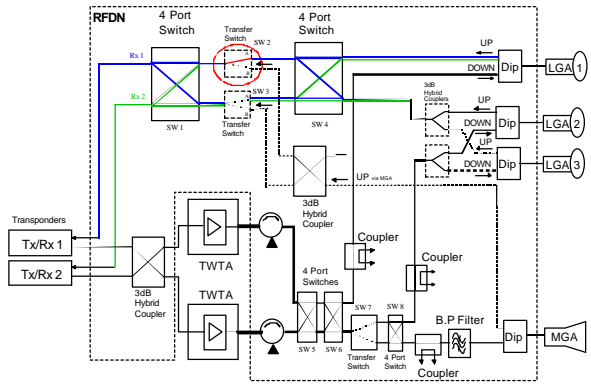 RFDN
4 Port
Switch
Transfer
Switch
SW 2
4 Port
Switch
Rx 1
A
B
UP
DOWN
Dip
LGA 1
Rx 2
SW 3
A
B
Transfer
Switch
SW 1
SW 4
3dB
Hybrid
Couplers
UP
DOWN
Dip
LGA 2
UP
DOWN
Dip
LGA 3
UP via MGA
3dB
Hybrid
Coupler
Transponders
Tx/Rx 1
Tx/Rx 2
3dB
Hybrid
Coupler
TWTA
TWTA
Coupler
Coupler
4 Port
Switches
SW 5
SW 6
SW 7
SW 8
Transfer
Switch
4 Port
Switch
B.P Filter
Coupler
Dip
MGA